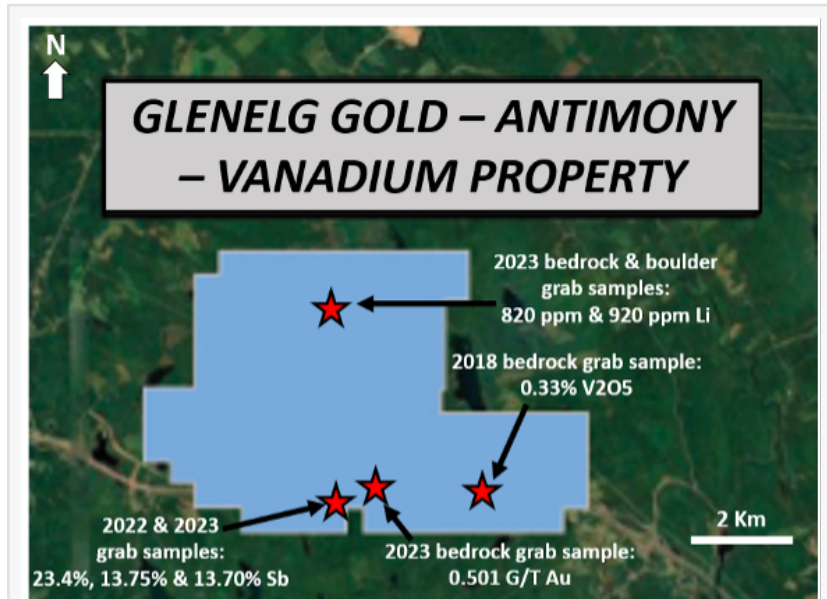 N
GLENELG GOLD – ANTIMONY
– VANADIUM PROPERTY
2023 bedrock & boulder
grab samples:
820 ppm & 920 ppm Li
2018 bedrock grab sample:
0.33% V2O5
2022 & 2023
grab samples:
23.4%, 13.75% & 13.70% Sb
2023 bedrock grab sample:
0.501 G/T Au
2 Km